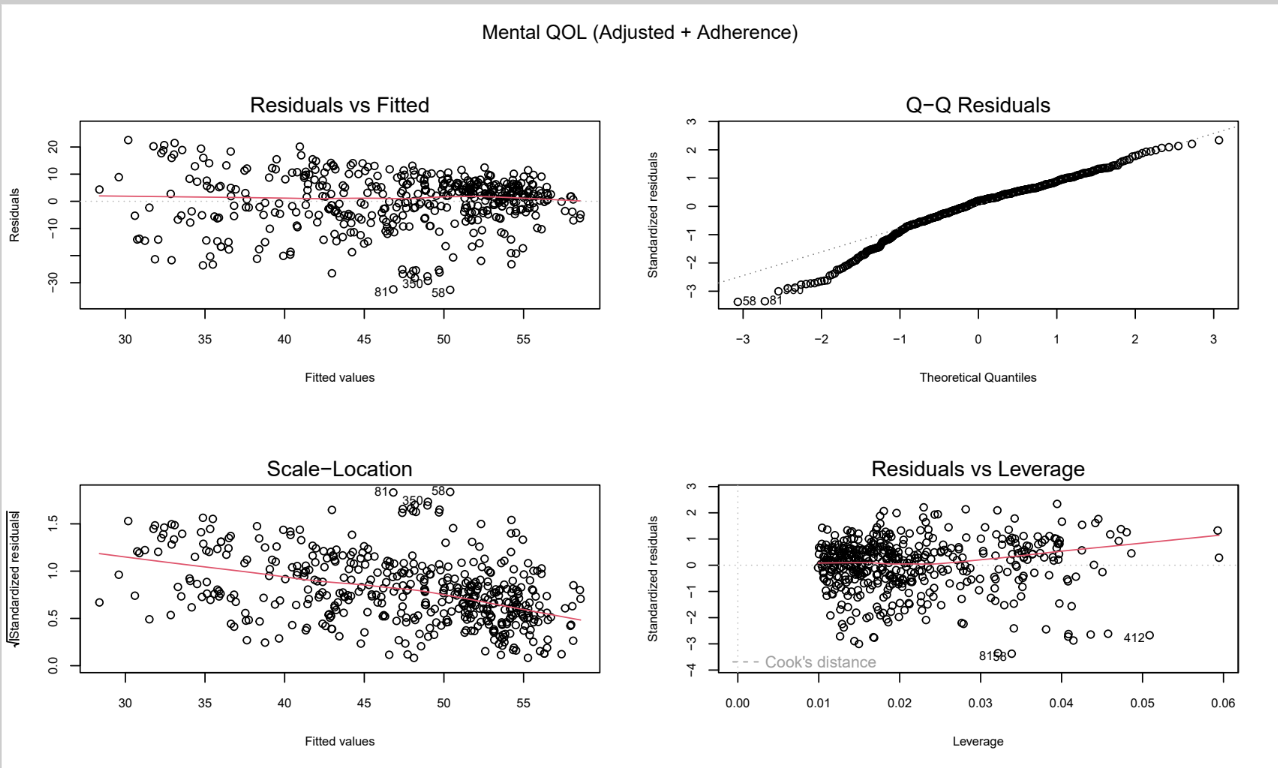 Mental QOL (Adjusted + Adherence)
Residuals vs Fitted
Residuals
20
10
0
−10
−30
81
350
58
30 35 40 45 50 55
Fitted values
Q−Q Residuals
Standardized residuals
3
2
1
0
−1
−2
−3
58 81
−3 −2 −1 0 1 2 3
Theoretical Quantiles
Scale−Location
√|Standardized residuals|
1.5
1.0
0.5
0.0
81
350
58
30 35 40 45 50 55
Fitted values
Residuals vs Leverage
Standardized residuals
3
2
1
0
−1
−2
−3
−4
412
8158
Cook's distance
0.00 0.01 0.02 0.03 0.04 0.05 0.06
Leverage